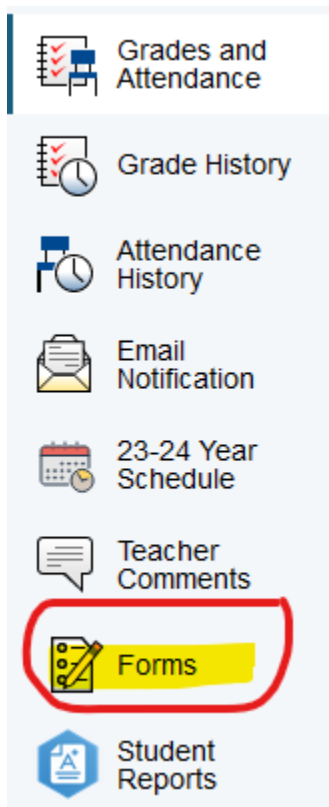 Grades and
Attendance
Grade History
Attendance
History
Email
Notification
23-24 Year
Schedule
Teacher
Comments
Forms
Student
Reports